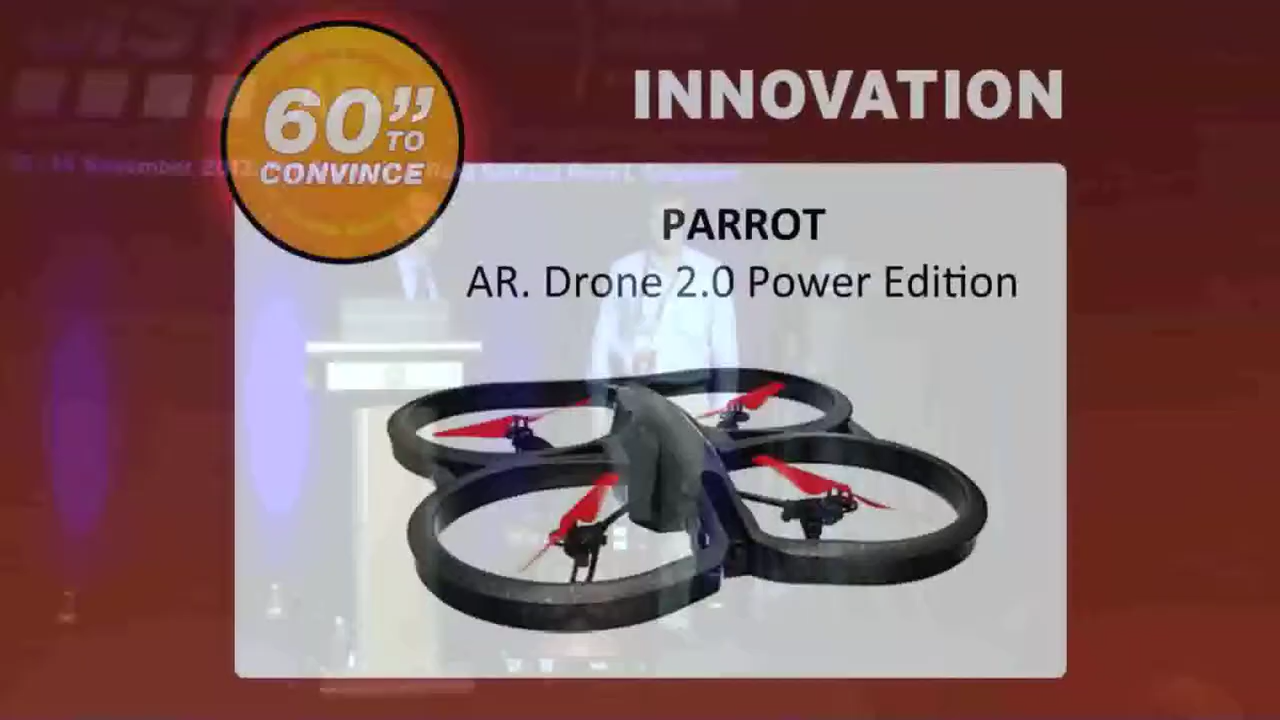 60”
TO
CONVINCE
INNOVATION
PARROT
AR. Drone 2.0 Power Edition